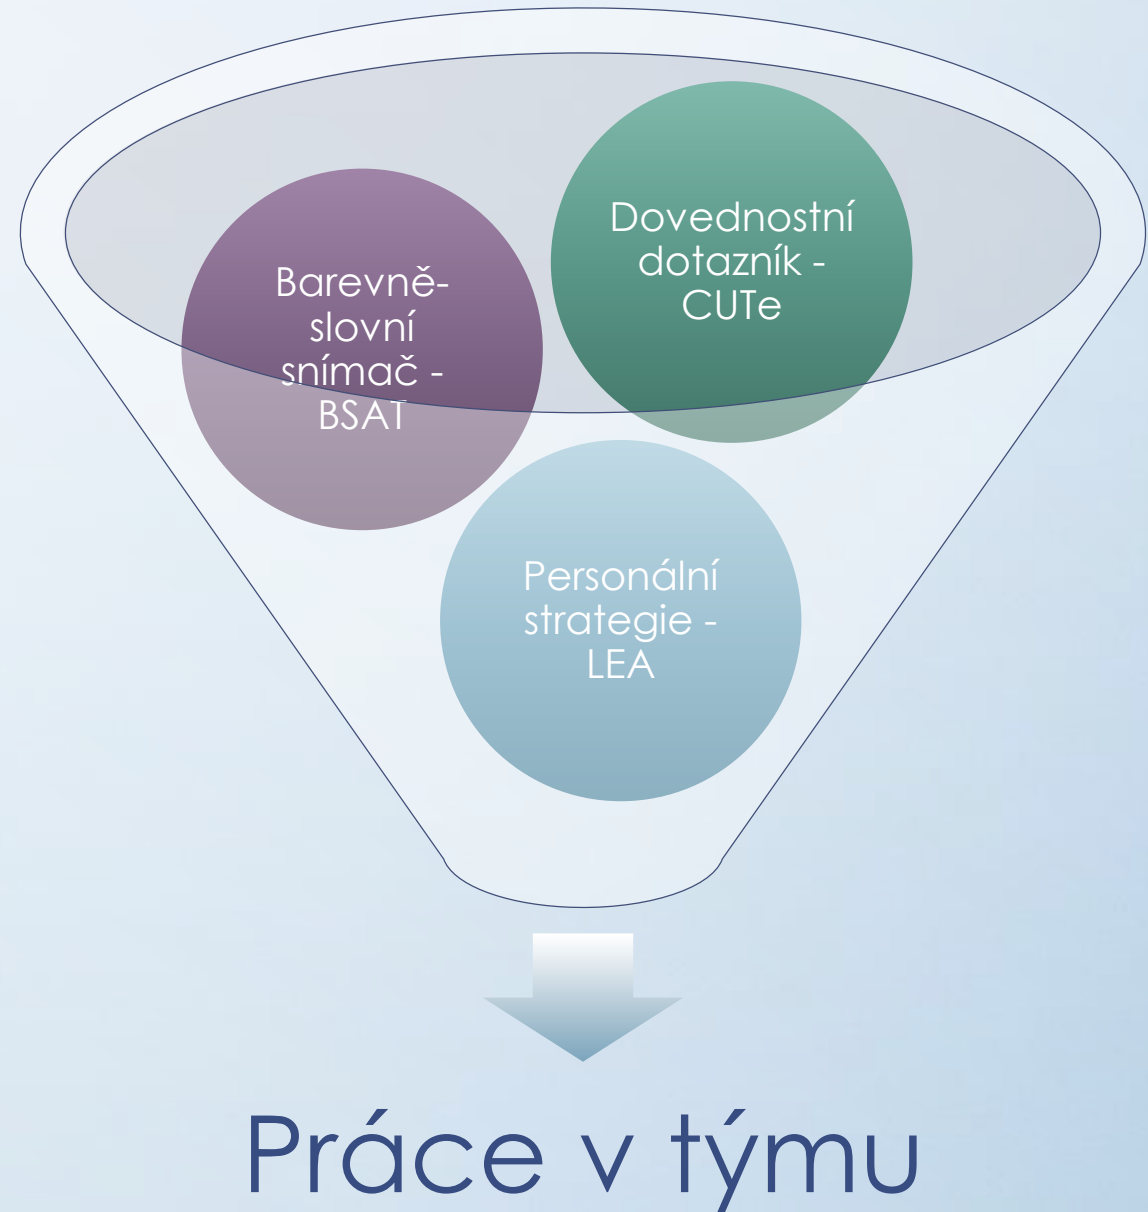 Dovednostní
dotazník -
CUTe
Barevně-
slovní
snímač -
BSAT
Personální
strategie -
LEA
Práce v týmu